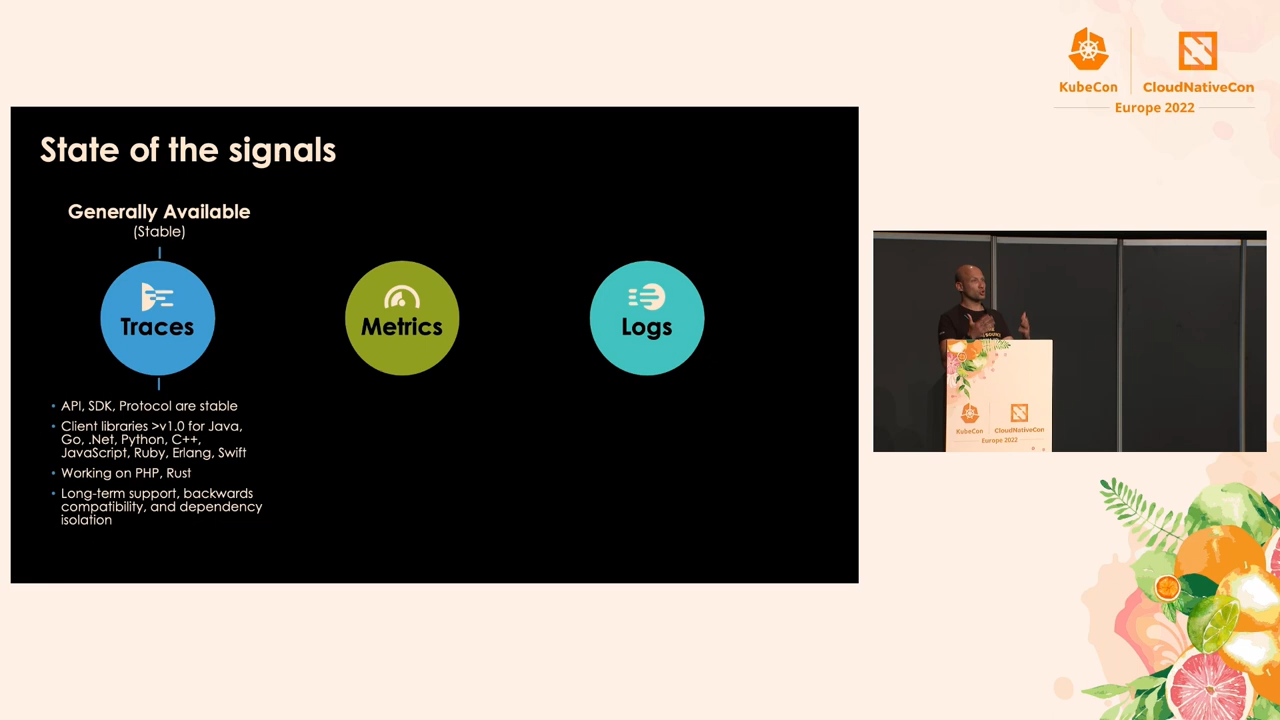 KubeCon
CloudNativeCon
Europe 2022
State of the signals
Generally Available
(Stable)
Traces
Metrics
Logs
• API, SDK, Protocol are stable
• Client libraries >v1.0 for Java,
Go, .Net, Python, C++,
JavaScript, Ruby, Erlang, Swift
• Working on PHP, Rust
• Long-term support, backwards
compatibility, and dependency
isolation
KubeCon
CloudNativeCon
Europe 2022